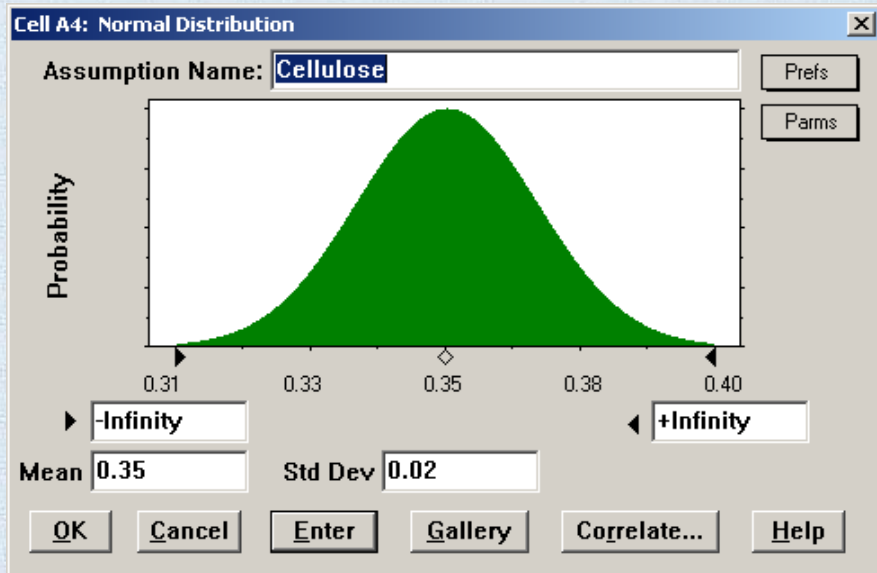 Cell A4: Normal Distribution
Assumption Name: Cellulose Prefs
Parms
Probability
0.31 0.33 0.35 0.38 0.40
-Infinity +Infinity
Mean 0.35 Std Dev 0.02
OK Cancel Enter Gallery Correlate... Help